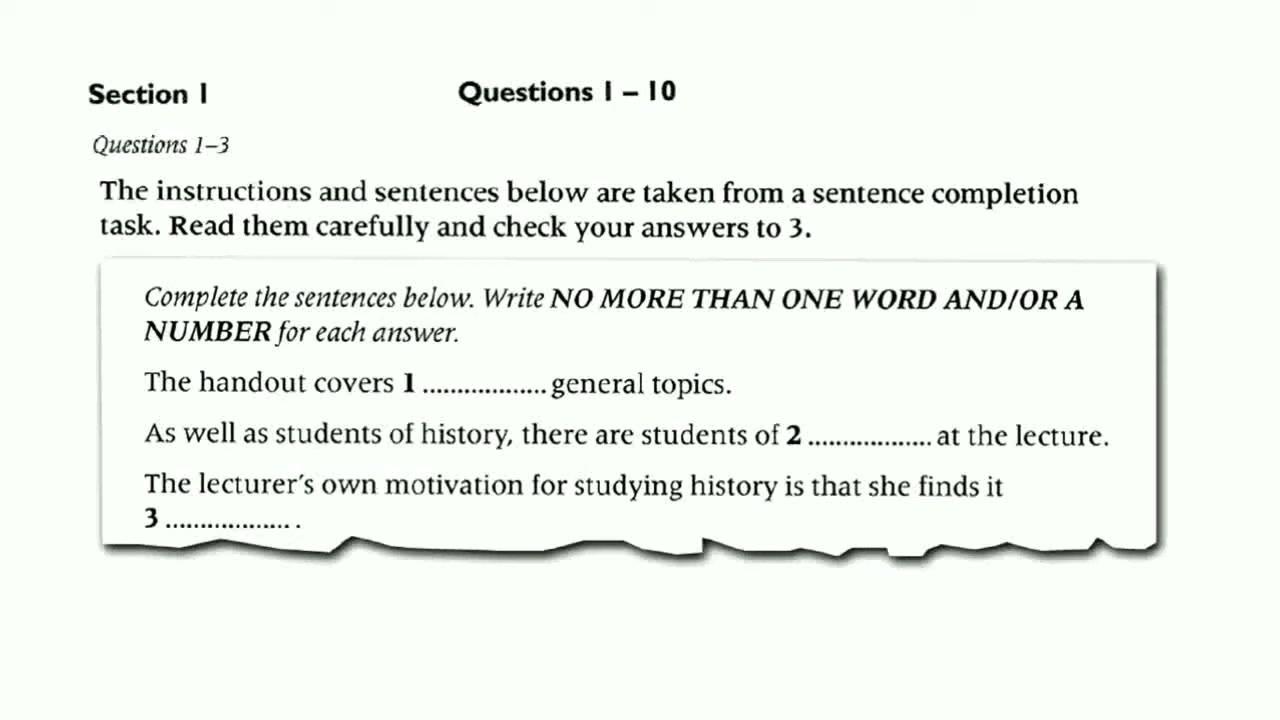 Section 1
Questions 1 – 10
Questions 1–3
The instructions and sentences below are taken from a sentence completion
task. Read them carefully and check your answers to 3.
Complete the sentences below. Write NO MORE THAN ONE WORD AND/OR A
NUMBER for each answer.
The handout covers 1 .................. general topics.
As well as students of history, there are students of 2 .................. at the lecture.
The lecturer's own motivation for studying history is that she finds it
3 .................. .